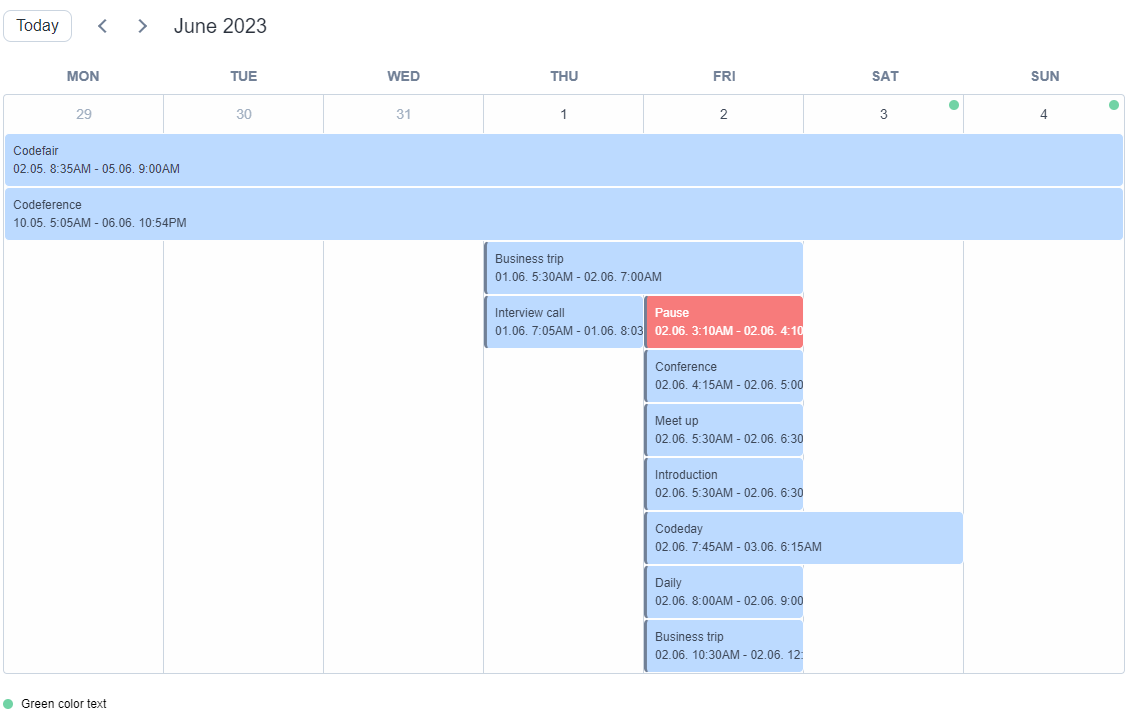 Today June 2023
MON TUE WED THU FRI SAT SUN
29 30 31 1 2 3 4
Codefair
02.05. 8:35AM - 05.06. 9:00AM
Codeference
10.05. 5:05AM - 06.06. 10:54PM
Business trip
01.06. 5:30AM - 02.06. 7:00AM
Interview call
01.06. 7:05AM - 01.06. 8:03
Pause
02.06. 3:10AM - 02.06. 4:10
Conference
02.06. 4:15AM - 02.06. 5:00
Meet up
02.06. 5:30AM - 02.06. 6:30
Introduction
02.06. 5:30AM - 02.06. 6:30
Codeday
02.06. 7:45AM - 03.06. 6:15AM
Daily
02.06. 8:00AM - 02.06. 9:00
Business trip
02.06. 10:30AM - 02.06. 12:
Green color text